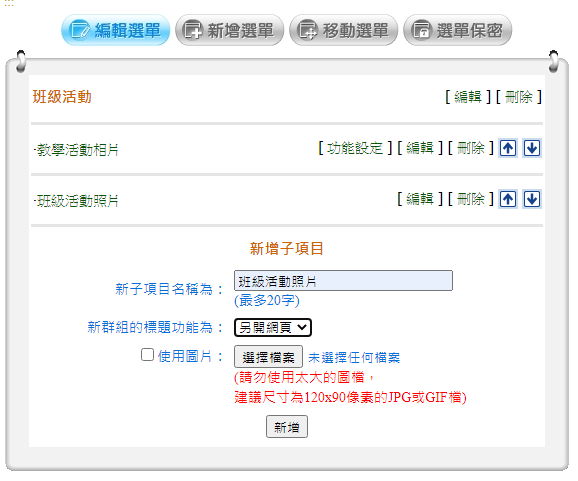 :::
編輯選單 新增選單 移動選單 選單保密
班級活動 [ 編輯 ] [ 刪除 ]
·教學活動相片 [ 功能設定 ] [ 編輯 ] [ 刪除 ]
·班級活動照片 [ 編輯 ] [ 刪除 ]
新增子項目
新子項目名稱為： 班級活動照片
(最多20字)
新群組的標題功能為： 另開網頁
使用圖片： 選擇檔案 未選擇任何檔案
(請勿使用太大的圖檔，
建議尺寸為120x90像素的JPG或GIF檔)
新增